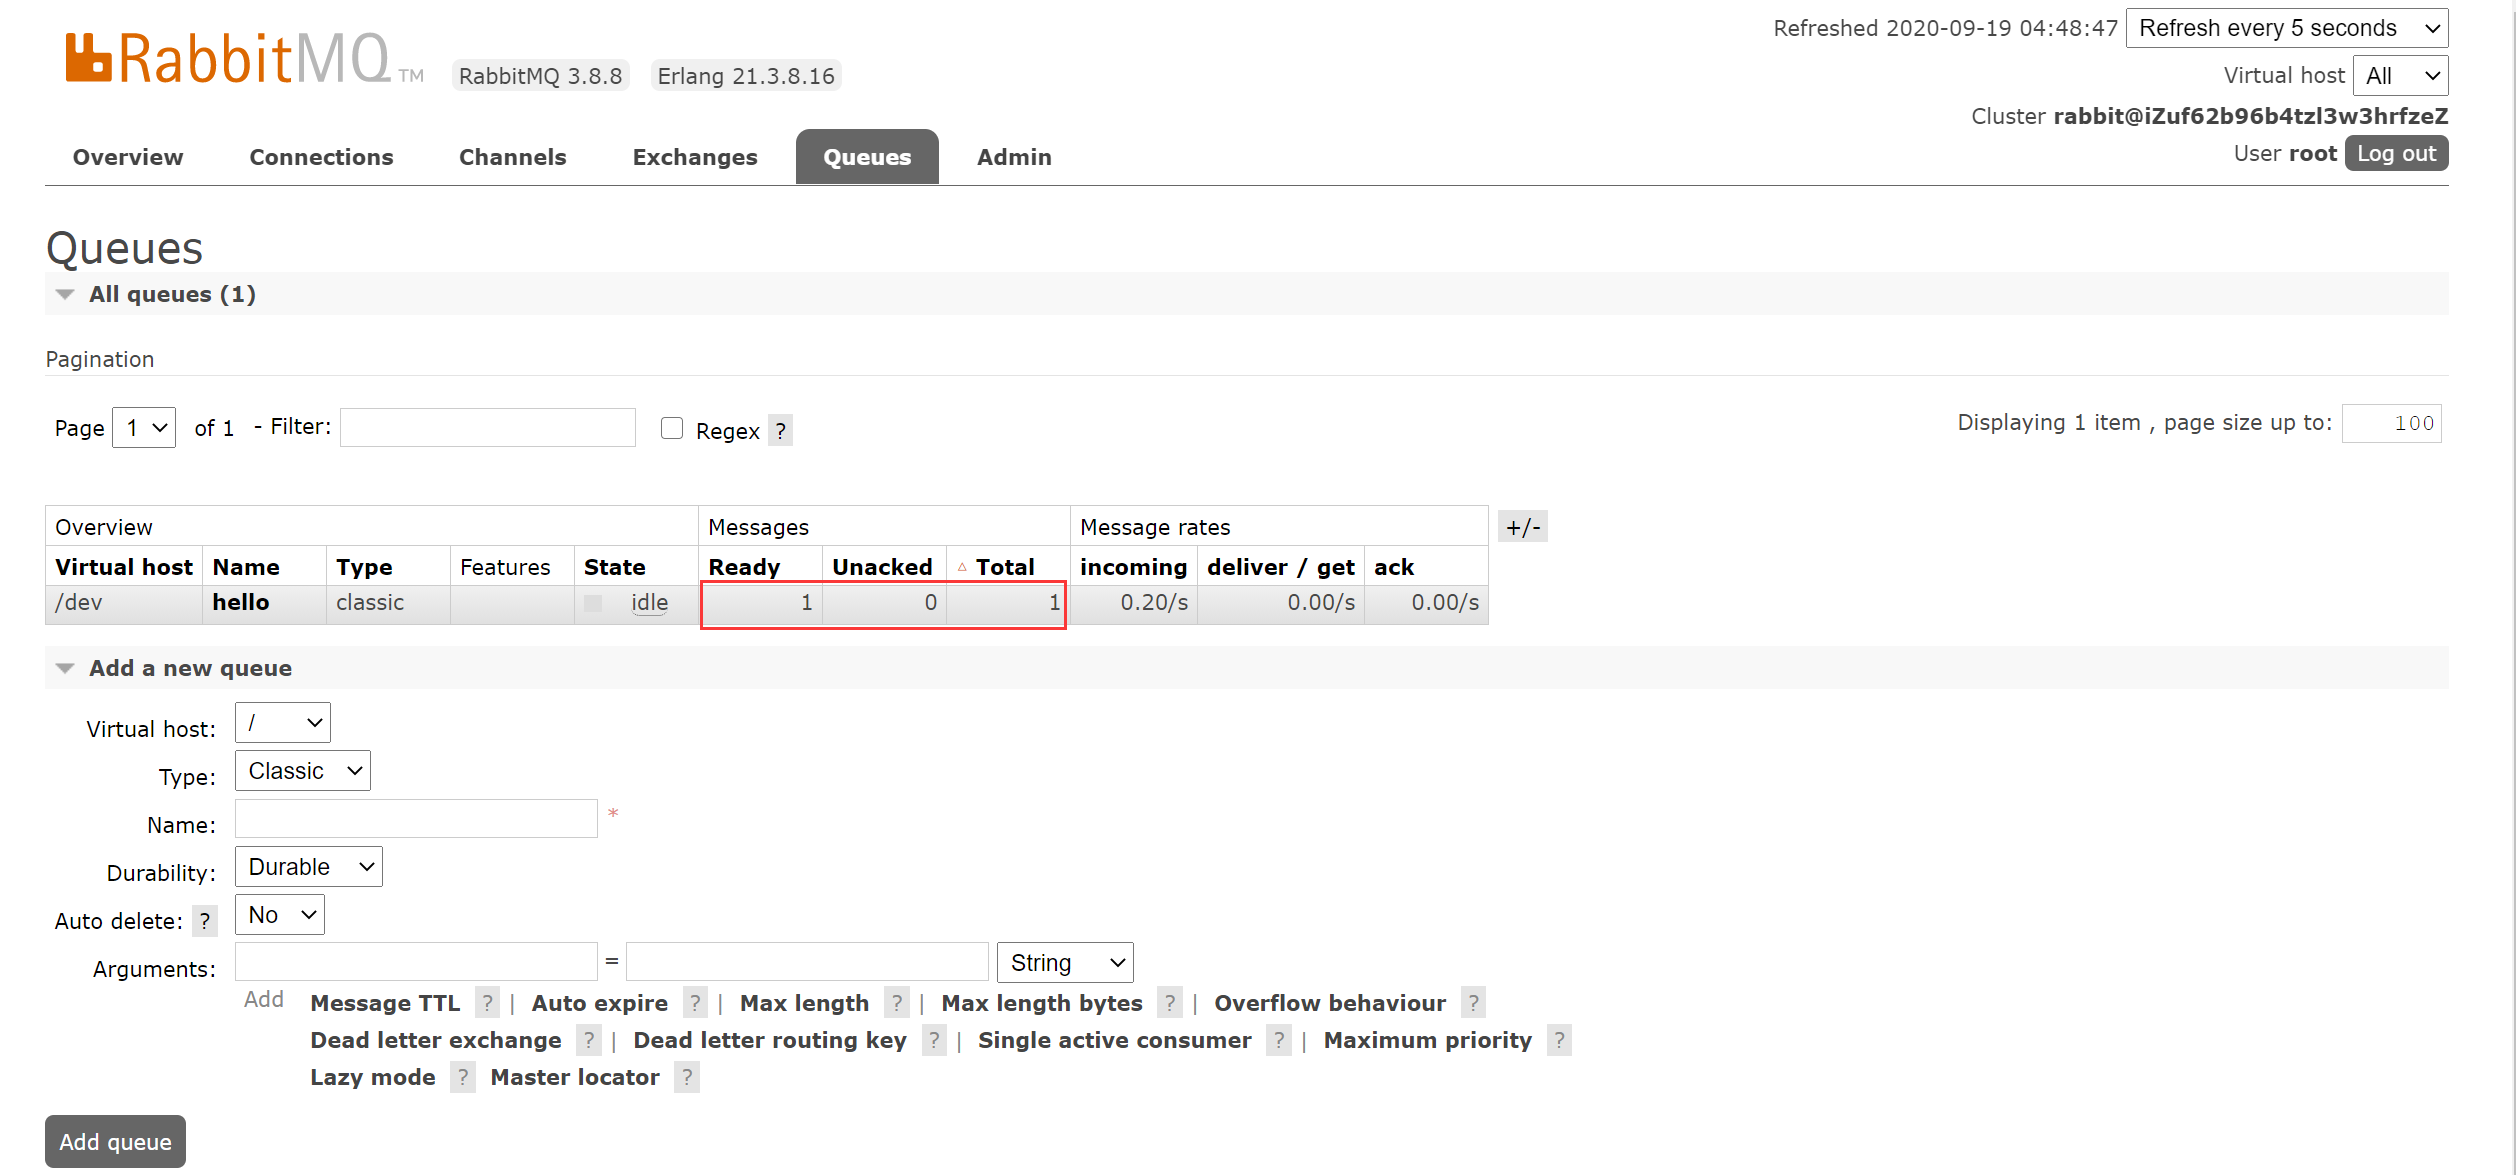 RabbitMQ TM RabbitMQ 3.8.8 Erlang 21.3.8.16
Refreshed 2020-09-19 04:48:47 Refresh every 5 seconds
Virtual host All
Cluster rabbit@iZuf62b96b4tzl3w3hrfzeZ
User root Log out
Overview Connections Channels Exchanges Queues Admin
Queues
All queues (1)
Pagination
Page 1 of 1 - Filter: Regex ? Displaying 1 item , page size up to: 100
Overview Messages Message rates +/-
Virtual host Name Type Features State Ready Unacked Total incoming deliver / get ack
/dev hello classic idle 1 0 1 0.20/s 0.00/s 0.00/s
Add a new queue
Virtual host: /
Type: Classic
Name: *
Durability: Durable
Auto delete: ? No
Arguments: = String
Add Message TTL ? | Auto expire ? | Max length ? | Max length bytes ? | Overflow behaviour ?
Dead letter exchange ? | Dead letter routing key ? | Single active consumer ? | Maximum priority ?
Lazy mode ? Master locator ?
Add queue